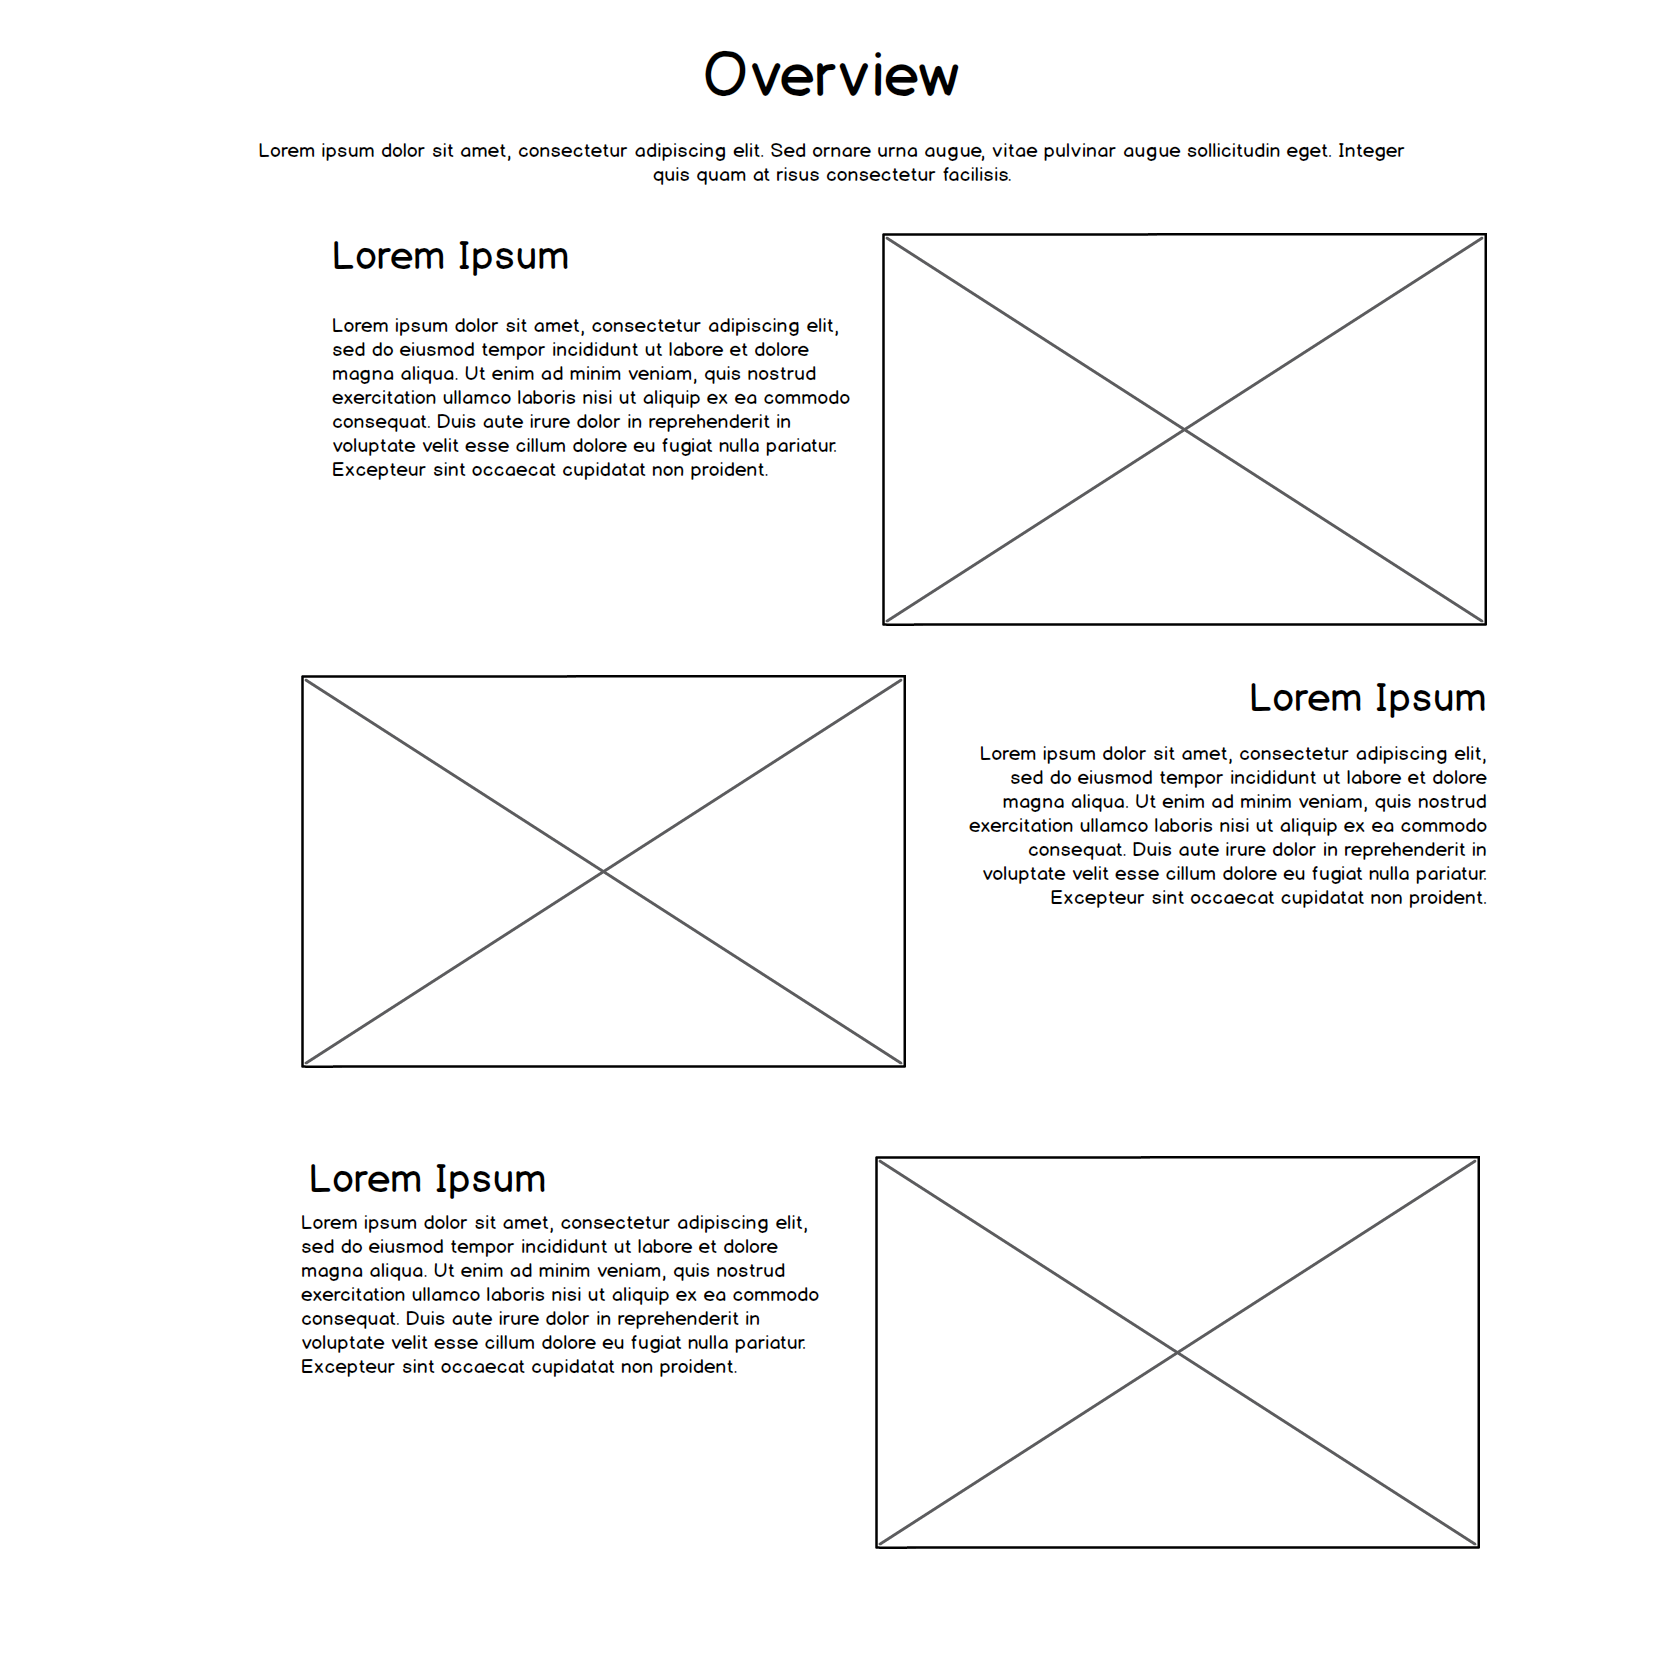 Overview
Lorem ipsum dolor sit amet, consectetur adipiscing elit. Sed ornare urna augue, vitae pulvinar augue sollicitudin eget. Integer
quis quam at risus consectetur facilisis.
Lorem Ipsum
Lorem ipsum dolor sit amet, consectetur adipiscing elit,
sed do eiusmod tempor incididunt ut labore et dolore
magna aliqua. Ut enim ad minim veniam, quis nostrud
exercitation ullamco laboris nisi ut aliquip ex ea commodo
consequat. Duis aute irure dolor in reprehenderit in
voluptate velit esse cillum dolore eu fugiat nulla pariatur.
Excepteur sint occaecat cupidatat non proident.
Lorem Ipsum
Lorem ipsum dolor sit amet, consectetur adipiscing elit,
sed do eiusmod tempor incididunt ut labore et dolore
magna aliqua. Ut enim ad minim veniam, quis nostrud
exercitation ullamco laboris nisi ut aliquip ex ea commodo
consequat. Duis aute irure dolor in reprehenderit in
voluptate velit esse cillum dolore eu fugiat nulla pariatur.
Excepteur sint occaecat cupidatat non proident.
Lorem Ipsum
Lorem ipsum dolor sit amet, consectetur adipiscing elit,
sed do eiusmod tempor incididunt ut labore et dolore
magna aliqua. Ut enim ad minim veniam, quis nostrud
exercitation ullamco laboris nisi ut aliquip ex ea commodo
consequat. Duis aute irure dolor in reprehenderit in
voluptate velit esse cillum dolore eu fugiat nulla pariatur.
Excepteur sint occaecat cupidatat non proident.